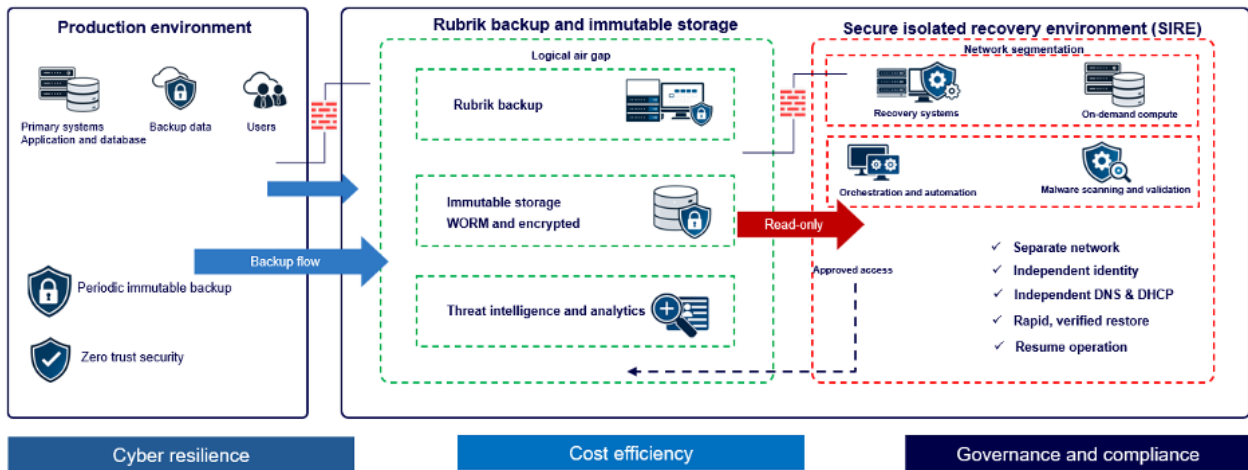 Production environment
Primary systems
Application and database
Backup data
Users
Backup flow
Periodic immutable backup
Zero trust security
Rubrik backup and immutable storage
Logical air gap
Rubrik backup
Immutable storage
WORM and encrypted
Threat intelligence and analytics
Read-only
Approved access
Secure isolated recovery environment (SIRE)
Network segmentation
Recovery systems
On-demand compute
Orchestration and automation
Malware scanning and validation
✓ Separate network
✓ Independent identity
✓ Independent DNS & DHCP
✓ Rapid, verified restore
✓ Resume operation
Cyber resilience
Cost efficiency
Governance and compliance